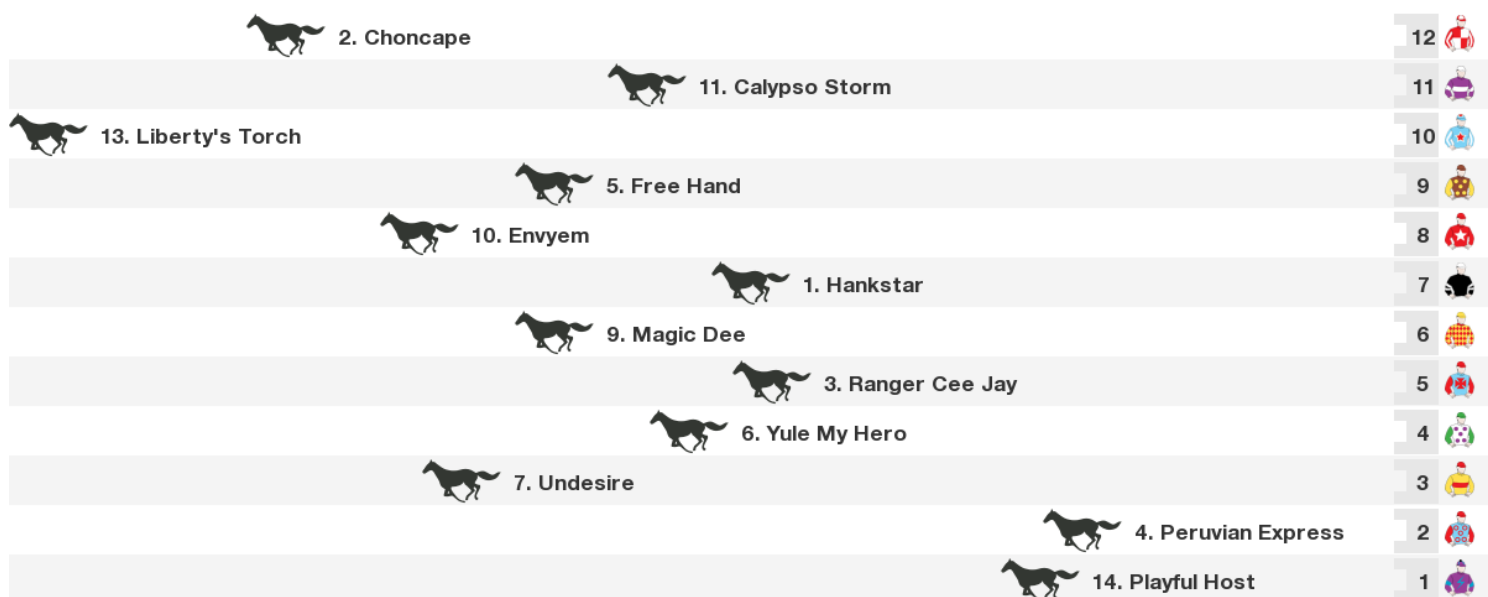 2. Choncape 12
11. Calypso Storm 11
13. Liberty's Torch 10
5. Free Hand 9
10. Envyem 8
1. Hankstar 7
9. Magic Dee 6
3. Ranger Cee Jay 5
6. Yule My Hero 4
7. Undesire 3
4. Peruvian Express 2
14. Playful Host 1